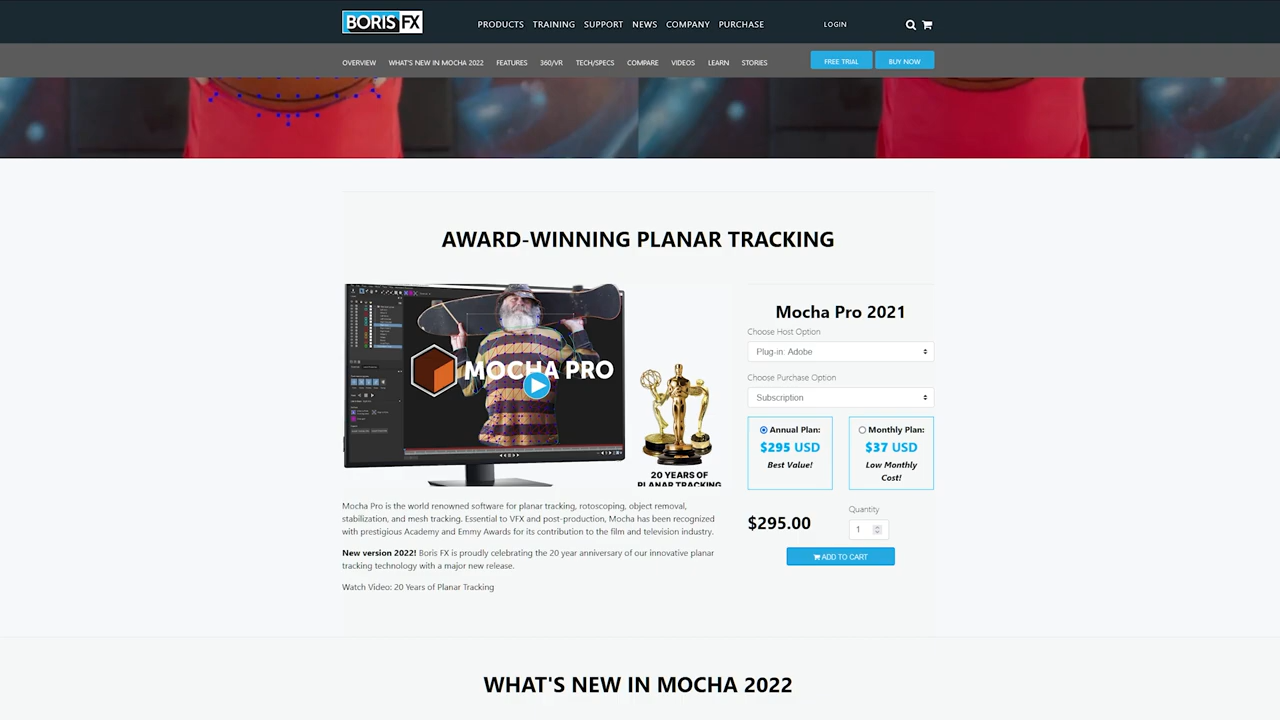 BORIS FX
PRODUCTS TRAINING SUPPORT NEWS COMPANY PURCHASE
LOGIN
OVERVIEW WHAT'S NEW IN MOCHA 2022 FEATURES 360/VR TECH/SPECS COMPARE VIDEOS LEARN STORIES
FREE TRIAL BUY NOW
AWARD-WINNING PLANAR TRACKING
MOCHA PRO
20 YEARS OF
PLANAR TRACKING
Mocha Pro is the world renowned software for planar tracking, rotoscoping, object removal,
stabilization, and mesh tracking. Essential to VFX and post-production, Mocha has been recognized
with prestigious Academy and Emmy Awards for its contribution to the film and television industry.
New version 2022! Boris FX is proudly celebrating the 20 year anniversary of our innovative planar
tracking technology with a major new release.
Watch Video: 20 Years of Planar Tracking
Mocha Pro 2021
Choose Host Option
Plug-in: Adobe
Choose Purchase Option
Subscription
Annual Plan:
$295 USD
Best Value!
Monthly Plan:
$37 USD
Low Monthly
Cost!
$295.00
Quantity
1
ADD TO CART
WHAT'S NEW IN MOCHA 2022